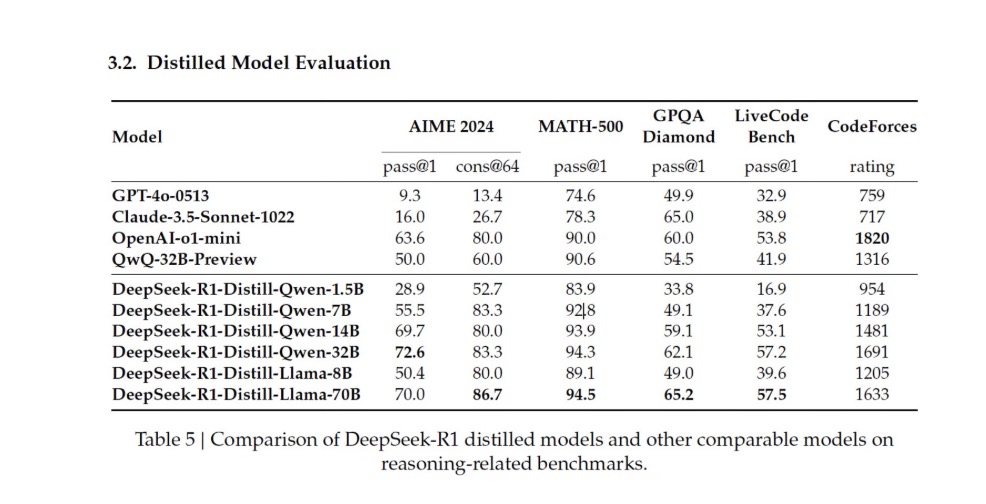 3.2. Distilled Model Evaluation
Model AIME 2024 MATH-500 GPQA Diamond LiveCode Bench CodeForces
pass@1 cons@64 pass@1 pass@1 pass@1 rating
GPT-4o-0513 9.3 13.4 74.6 49.9 32.9 759
Claude-3.5-Sonnet-1022 16.0 26.7 78.3 65.0 38.9 717
OpenAI-o1-mini 63.6 80.0 90.0 60.0 53.8 1820
QwQ-32B-Preview 50.0 60.0 90.6 54.5 41.9 1316
DeepSeek-R1-Distill-Qwen-1.5B 28.9 52.7 83.9 33.8 16.9 954
DeepSeek-R1-Distill-Qwen-7B 55.5 83.3 92.8 49.1 37.6 1189
DeepSeek-R1-Distill-Qwen-14B 69.7 80.0 93.9 59.1 53.1 1481
DeepSeek-R1-Distill-Qwen-32B 72.6 83.3 94.3 62.1 57.2 1691
DeepSeek-R1-Distill-Llama-8B 50.4 80.0 89.1 49.0 39.6 1205
DeepSeek-R1-Distill-Llama-70B 70.0 86.7 94.5 65.2 57.5 1633
Table 5 | Comparison of DeepSeek-R1 distilled models and other comparable models on
reasoning-related benchmarks.